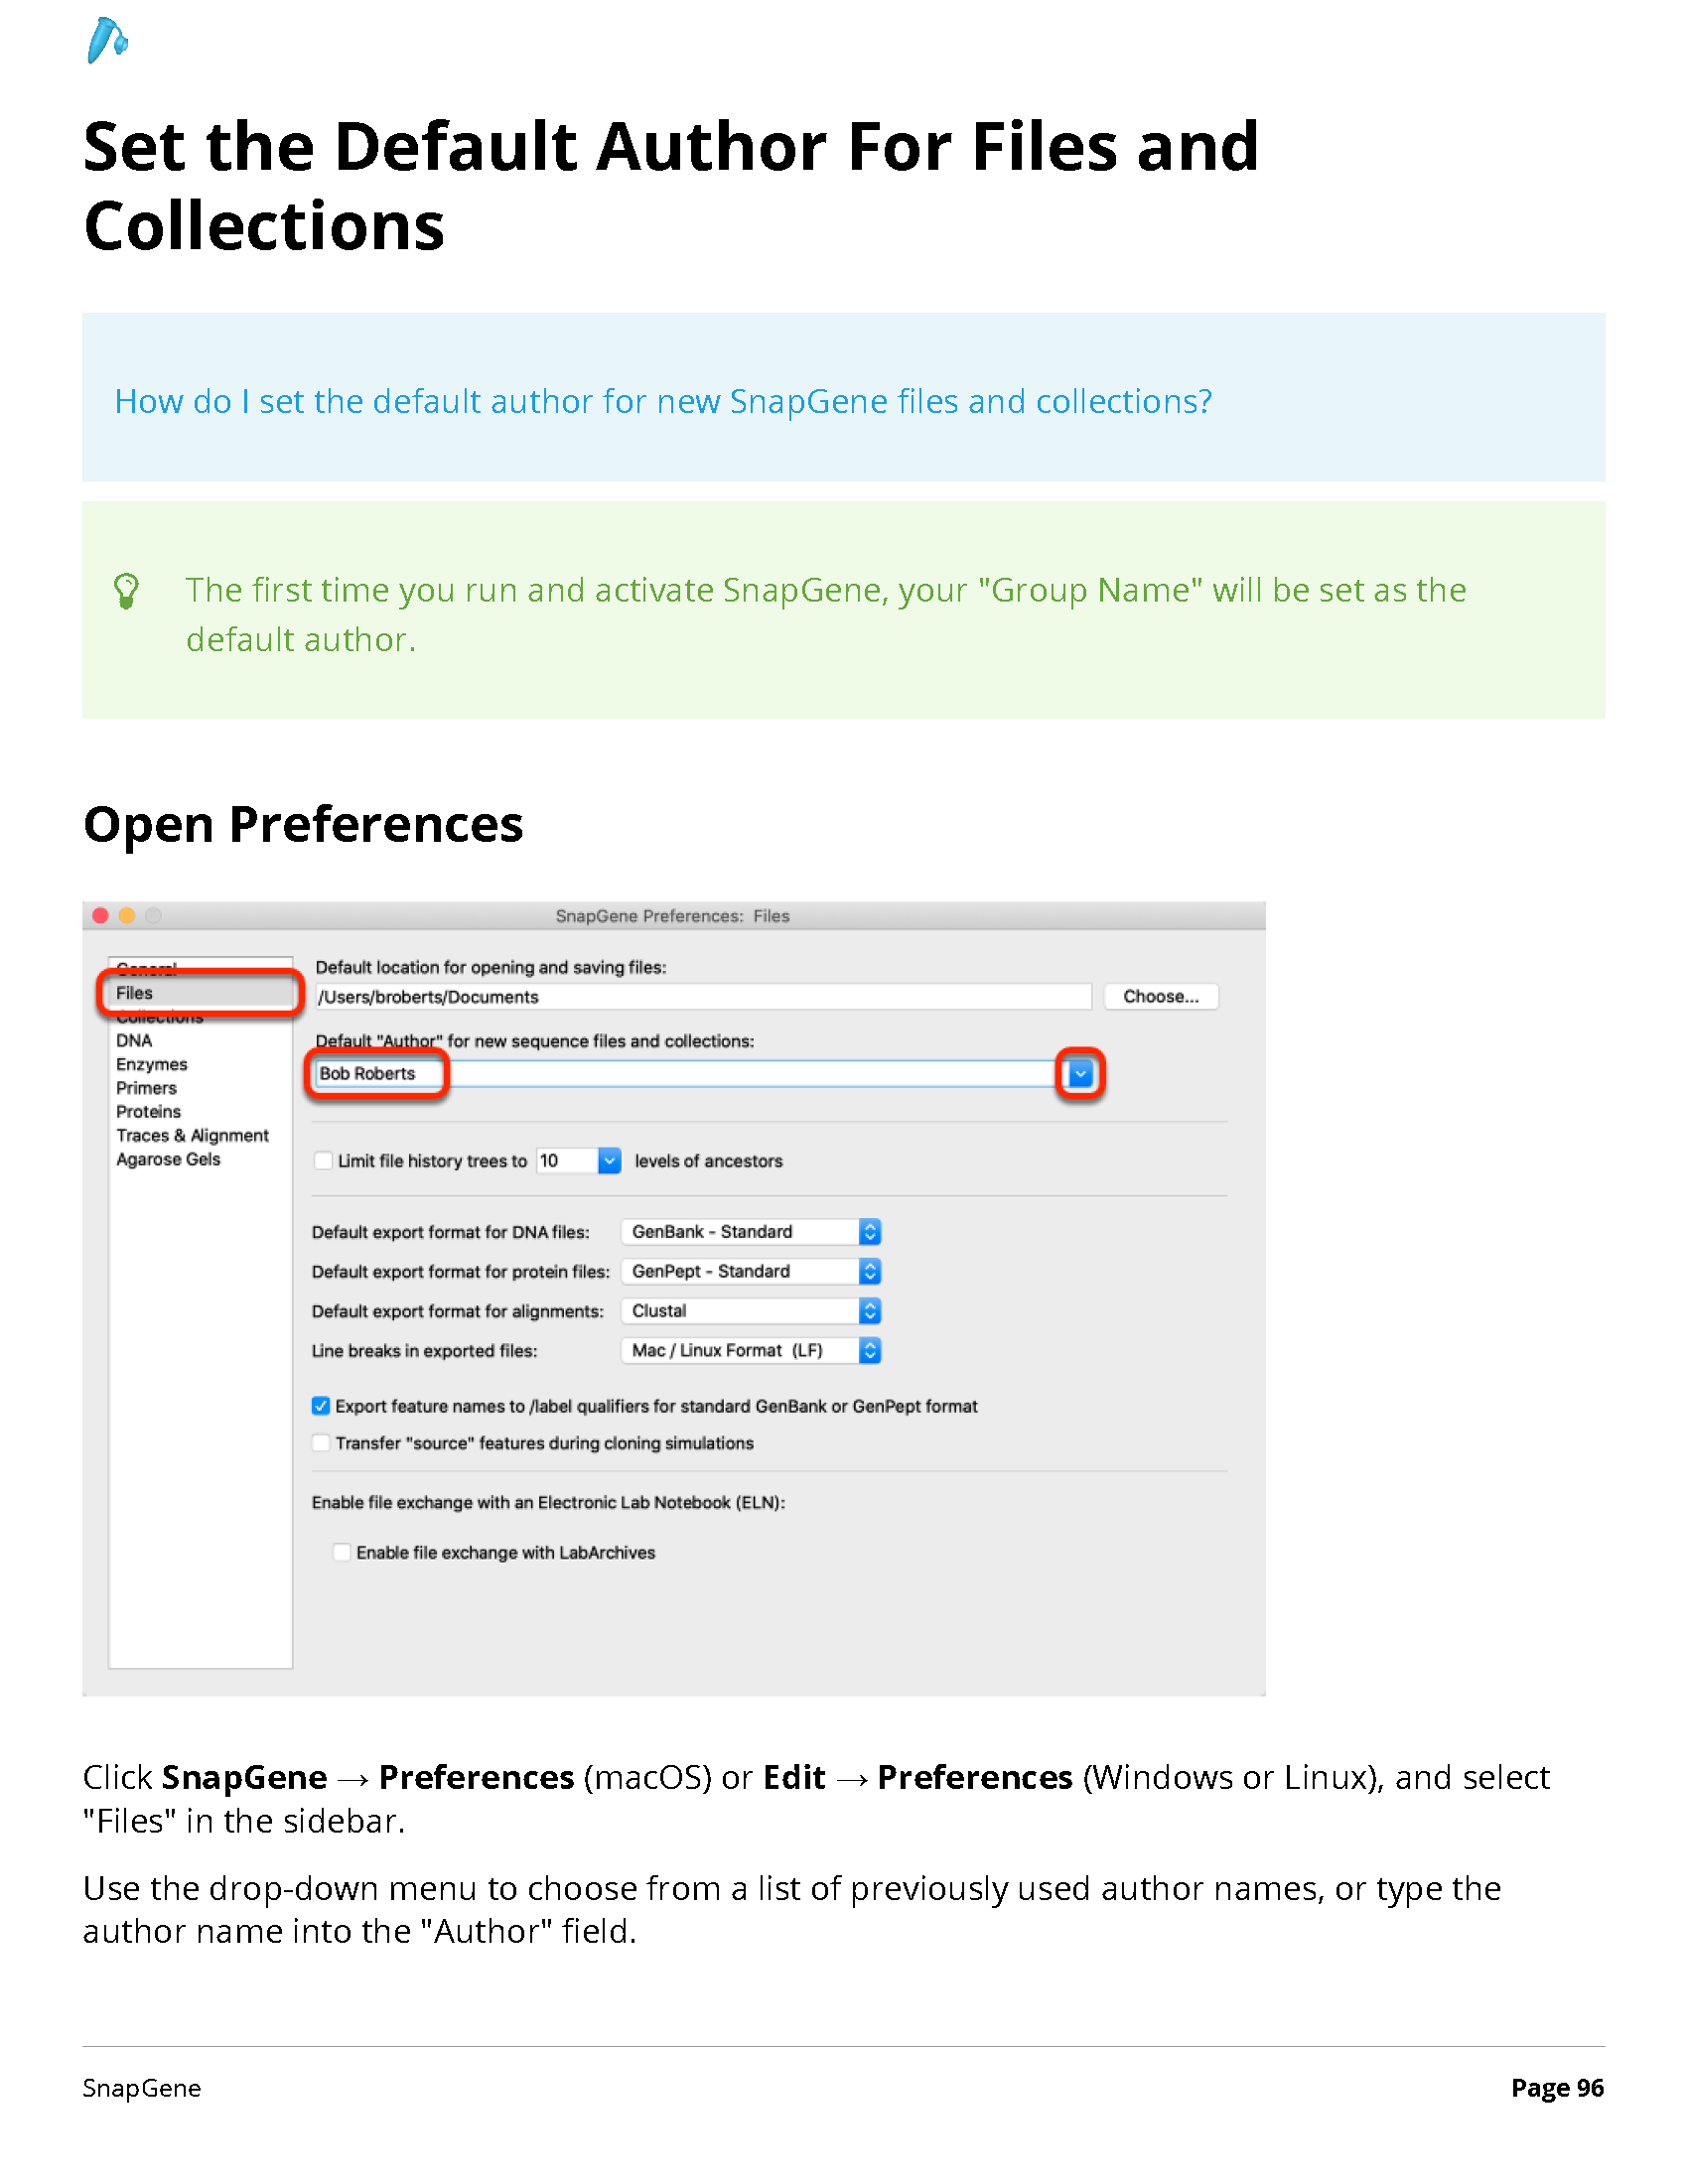 Set the Default Author For Files and
Collections
How do I set the default author for new SnapGene files and collections?
The first time you run and activate SnapGene, your "Group Name" will be set as the
default author.
Open Preferences
SnapGene Preferences: Files
General
Files
Collections
DNA
Enzymes
Primers
Proteins
Traces & Alignment
Agarose Gels
Default location for opening and saving files:
/Users/broberts/Documents
Choose...
Default "Author" for new sequence files and collections:
Bob Roberts
Limit file history trees to 10 levels of ancestors
Default export format for DNA files: GenBank - Standard
Default export format for protein files: GenPept - Standard
Default export format for alignments: Clustal
Line breaks in exported files: Mac / Linux Format (LF)
Export feature names to /label qualifiers for standard GenBank or GenPept format
Transfer "source" features during cloning simulations
Enable file exchange with an Electronic Lab Notebook (ELN):
Enable file exchange with LabArchives
Click SnapGene → Preferences (macOS) or Edit → Preferences (Windows or Linux), and select
"Files" in the sidebar.
Use the drop-down menu to choose from a list of previously used author names, or type the
author name into the "Author" field.
SnapGene
Page 96